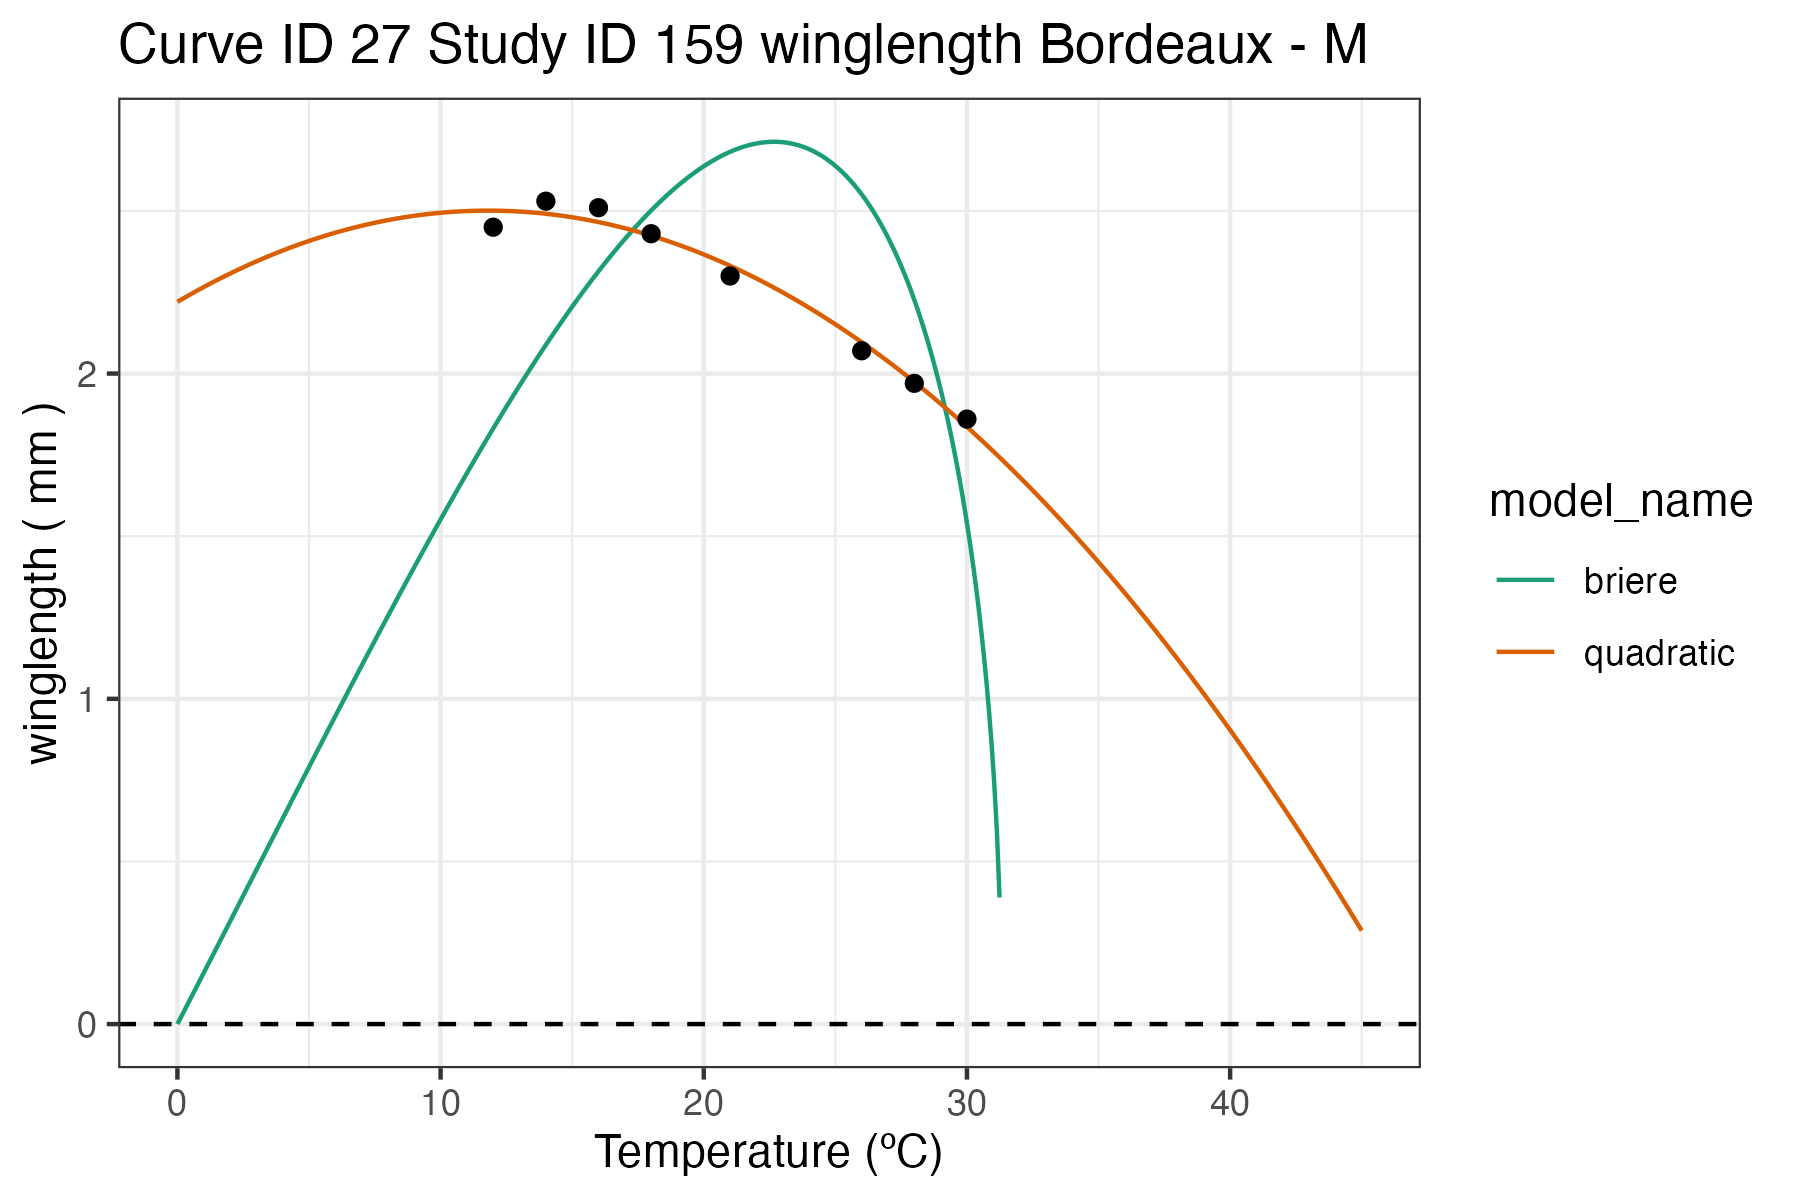 Curve ID 27 Study ID 159 winglength Bordeaux - M
winglength ( mm )
2
1
0
0 10 20 30 40
Temperature (ºC)
model_name
briere
quadratic